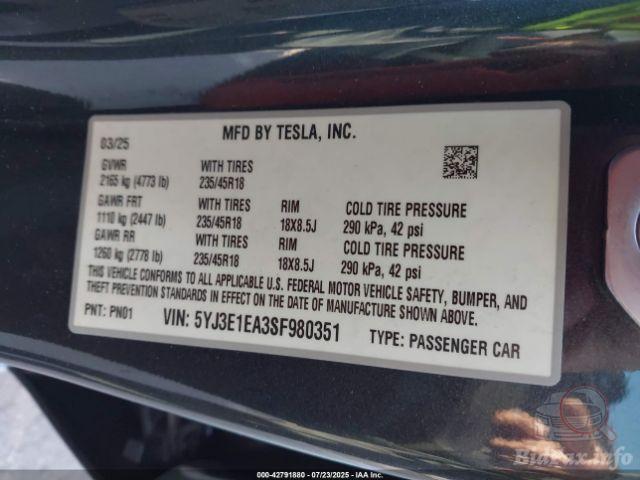 MFD BY TESLA, INC.
03/25
GVWR WITH TIRES
2165 kg (4773 lb) 235/45R18
GAWR FRT WITH TIRES RIM COLD TIRE PRESSURE
1110 kg (2447 lb) 235/45R18 18X8.5J 290 kPa, 42 psi
GAWR RR WITH TIRES RIM COLD TIRE PRESSURE
1260 kg (2778 lb) 235/45R18 18X8.5J 290 kPa, 42 psi
THIS VEHICLE CONFORMS TO ALL APPLICABLE U.S. FEDERAL MOTOR VEHICLE SAFETY, BUMPER, AND
THEFT PREVENTION STANDARDS IN EFFECT ON THE DATE OF MANUFACTURE SHOWN ABOVE.
PNT: PN01 VIN: 5YJ3E1EA3SF980351 TYPE: PASSENGER CAR
BidFax.info
000-42791880 - 07/23/2025 - IAA Inc.